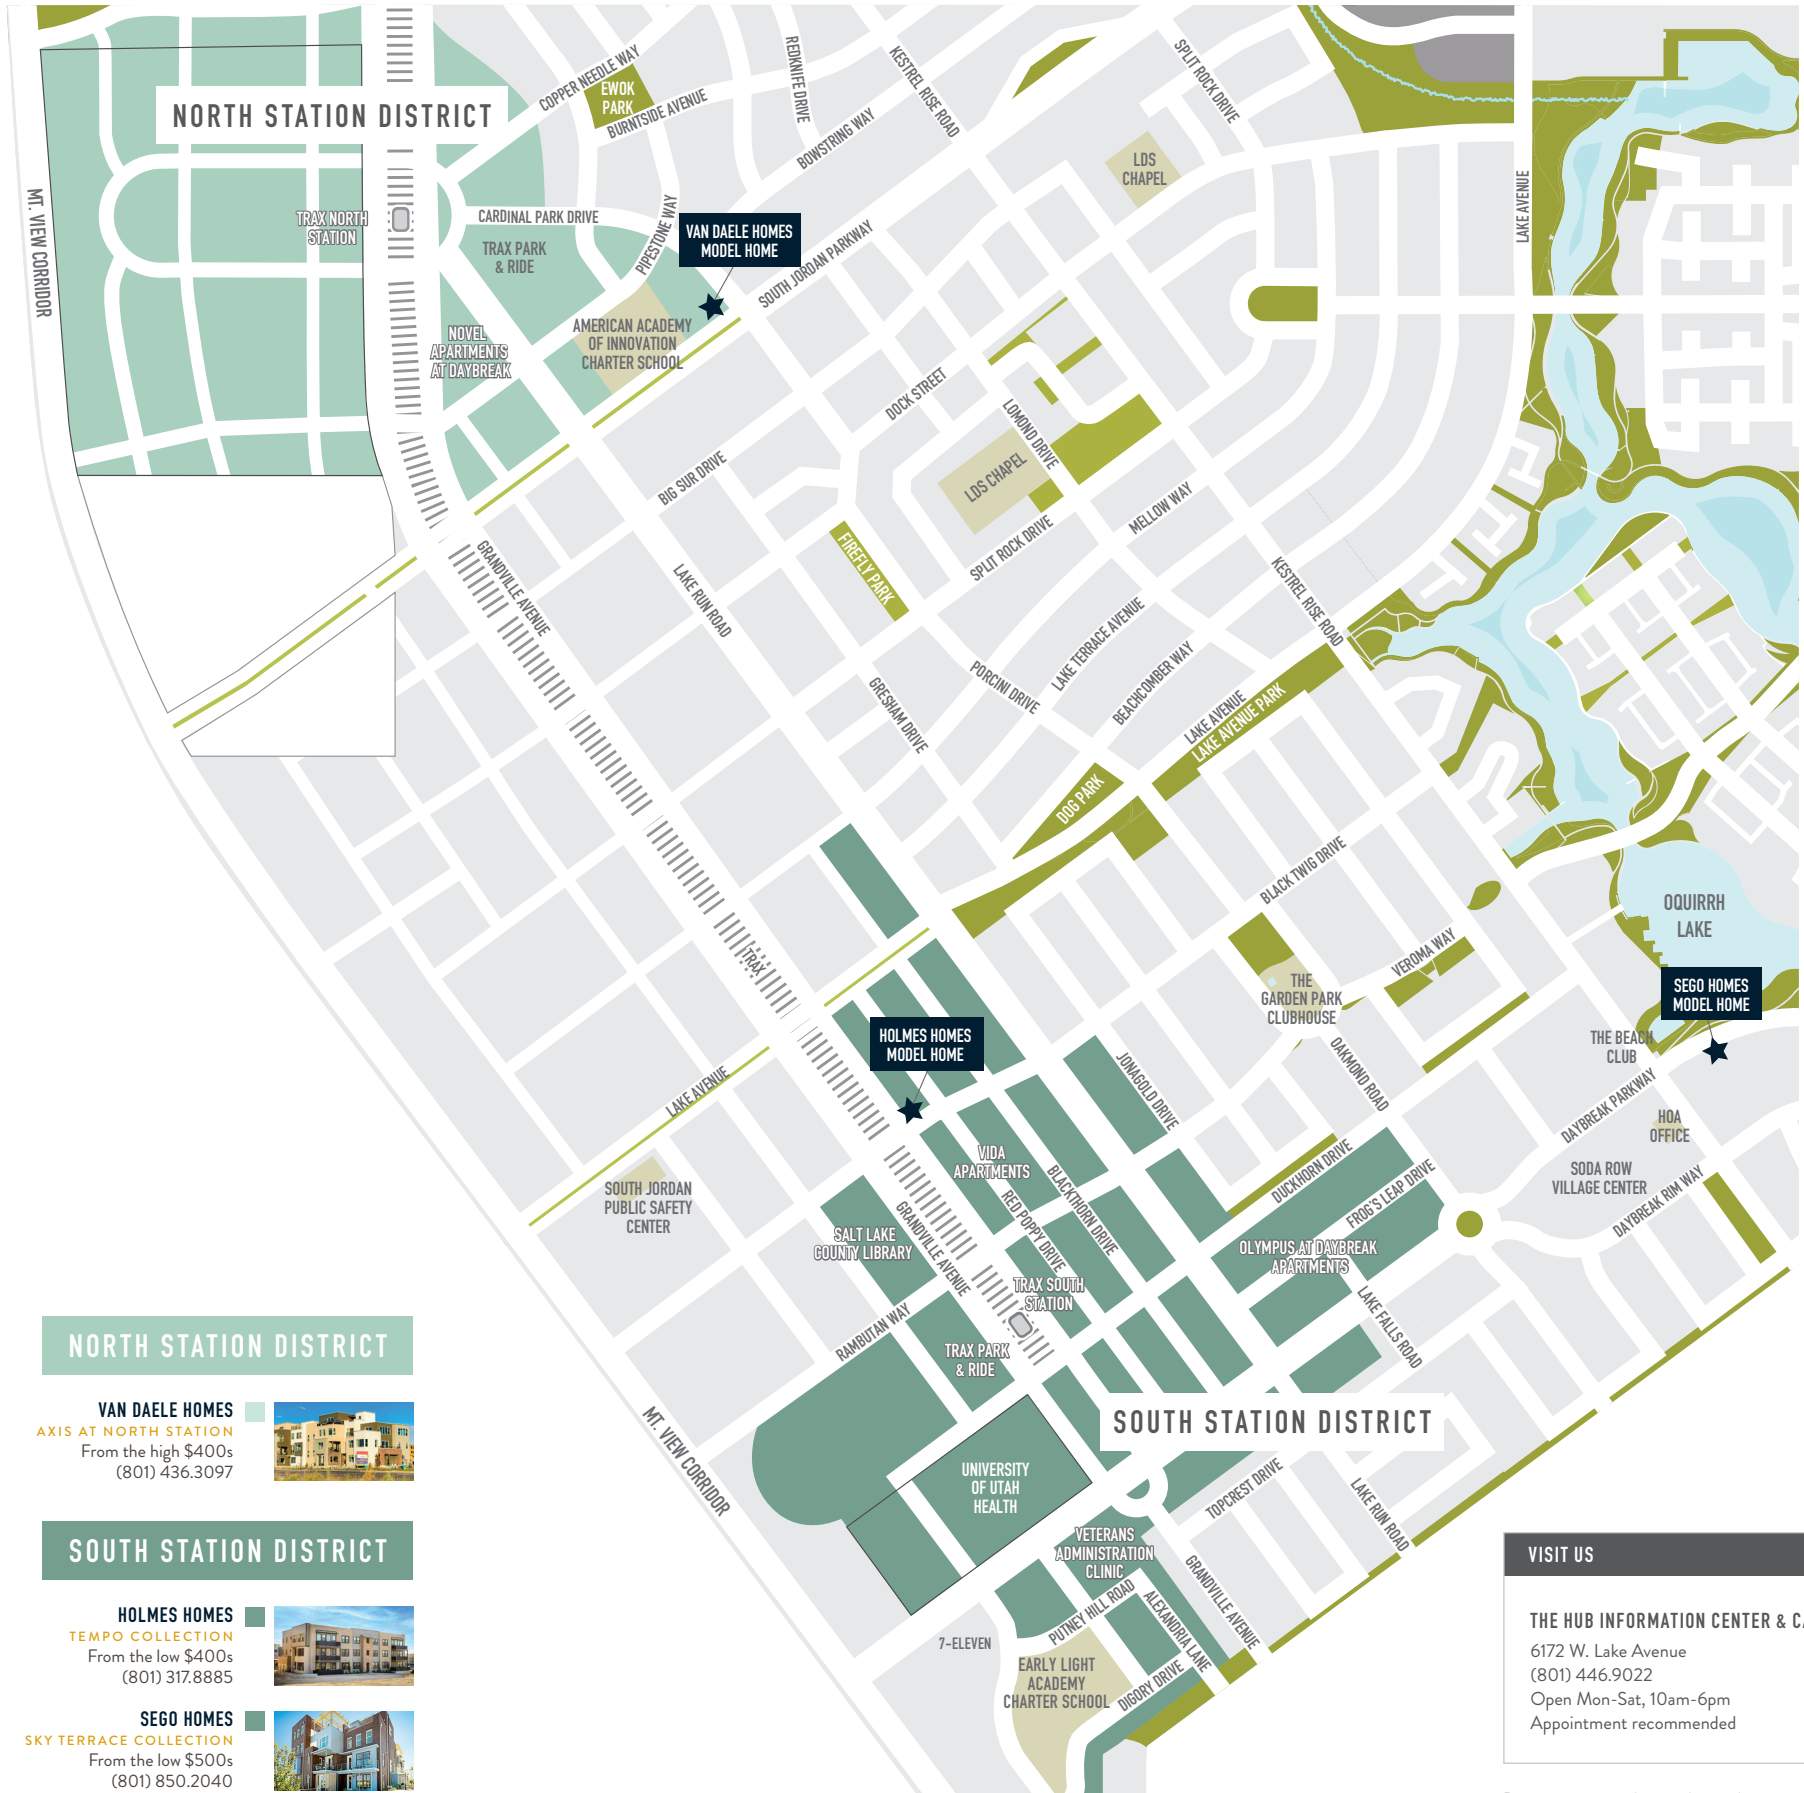 NORTH STATION DISTRICT
MT. VIEW CORRIDOR
COPPER NEEDLE WAY
EWOK
PARK
BURNTSIDE AVENUE
REDKNIFE DRIVE
BOWSTRING WAY
KESTREL RISE ROAD
SPLIT ROCK DRIVE
LDS
CHAPEL
LAKE AVENUE
TRAX NORTH
STATION
CARDINAL PARK DRIVE
TRAX PARK
& RIDE
PIPESTONE WAY
VAN DAELE HOMES
MODEL HOME
SOUTH JORDAN PARKWAY
NOVEL
APARTMENTS
AT DAYBREAK
AMERICAN ACADEMY
OF INNOVATION
CHARTER SCHOOL
DOCK STREET
LOMOND DRIVE
BIG SUR DRIVE
LDS CHAPEL
MELLOW WAY
SPLIT ROCK DRIVE
FIREFLY PARK
GRANDVILLE AVENUE
LAKE RUN ROAD
KESTREL RISE ROAD
LAKE TERRACE AVENUE
PORCINI DRIVE
BEACHCOMBER WAY
GRESHAM DRIVE
LAKE AVENUE
LAKE AVENUE PARK
DOG PARK
BLACK TWIG DRIVE
OQUIRRH
LAKE
VEROMA WAY
TRAX
THE
GARDEN PARK
CLUBHOUSE
SEGO HOMES
MODEL HOME
HOLMES HOMES
MODEL HOME
THE BEACH
CLUB
OAKMOND ROAD
JONAGOLD DRIVE
LAKE AVENUE
DAYBREAK PARKWAY
HOA
OFFICE
VIDA
APARTMENTS
BLACKTHORN DRIVE
RED POPPY DRIVE
DUCKHORN DRIVE
FROG'S LEAP DRIVE
SODA ROW
VILLAGE CENTER
DAYBREAK RIM WAY
SOUTH JORDAN
PUBLIC SAFETY
CENTER
SALT LAKE
COUNTY LIBRARY
GRANDVILLE AVENUE
OLYMPUS AT DAYBREAK
APARTMENTS
TRAX SOUTH
STATION
LAKE FALLS ROAD
RAMBUTAN WAY
TRAX PARK
& RIDE
SOUTH STATION DISTRICT
MT. VIEW CORRIDOR
UNIVERSITY
OF UTAH
HEALTH
TOPCREST DRIVE
LAKE RUN ROAD
VETERANS
ADMINISTRATION
CLINIC
GRANDVILLE AVENUE
PUTNEY HILL ROAD
ALEXANDRIA LANE
7-ELEVEN
EARLY LIGHT
ACADEMY
CHARTER SCHOOL
DIGORY DRIVE
NORTH STATION DISTRICT
VAN DAELE HOMES
AXIS AT NORTH STATION
From the high $400s
(801) 436.3097
SOUTH STATION DISTRICT
HOLMES HOMES
TEMPO COLLECTION
From the low $400s
(801) 317.8885
SEGO HOMES
SKY TERRACE COLLECTION
From the low $500s
(801) 850.2040
VISIT US
THE HUB INFORMATION CENTER &
6172 W. Lake Avenue
(801) 446.9022
Open Mon-Sat, 10am-6pm
Appointment recommended